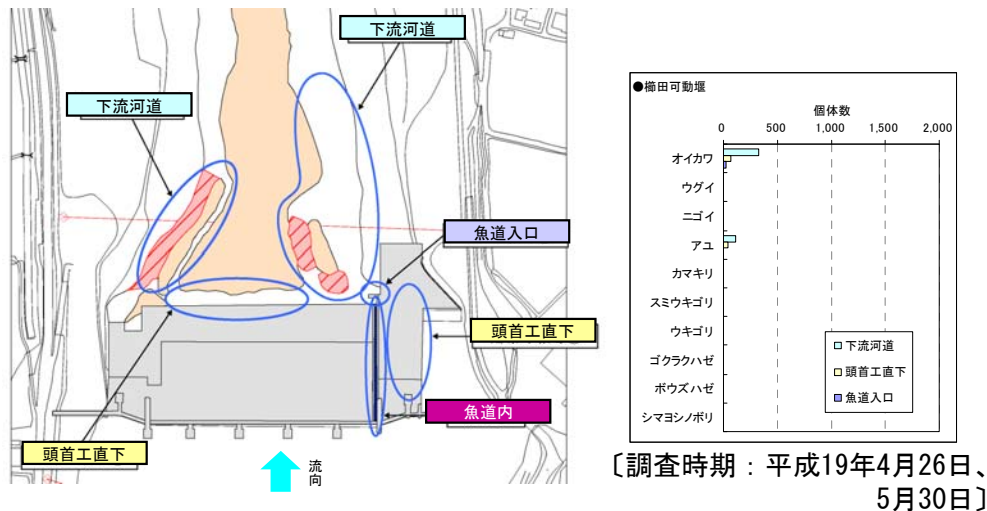 下流河道
下流河道
魚道入口
頭首工直下
魚道内
頭首工直下
流向
●櫛田可動堰
個体数
0 500 1,000 1,500 2,000
オイカワ
ウグイ
ニゴイ
アユ
カマキリ
スミウキゴリ
ウキゴリ
ゴクラクハゼ
ボウズハゼ
シマヨシノボリ
下流河道
頭首工直下
魚道入口
〔調査時期：平成19年4月26日、
5月30日〕